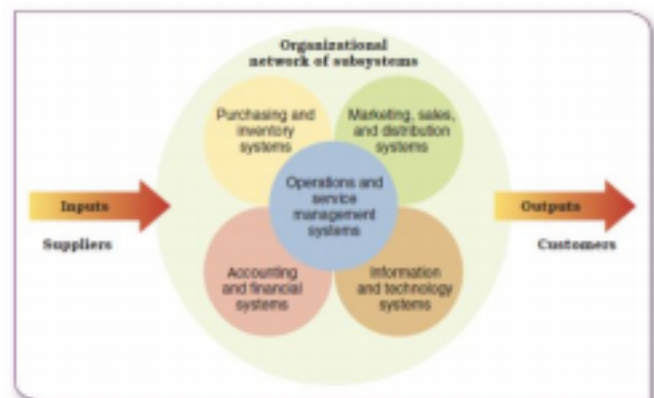 Organizational
network of subsystems
Purchasing and
inventory
systems
Marketing, sales,
and distribution
systems
Operations and
service
management
systems
Inputs
Suppliers
Outputs
Customers
Accounting
and financial
systems
Information
and technology
systems